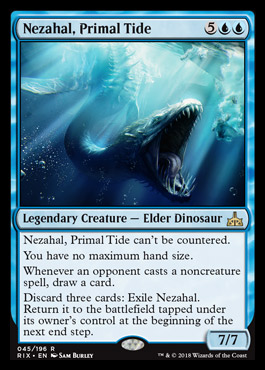 Nezahal, Primal Tide 5
Legendary Creature — Elder Dinosaur
Nezahal, Primal Tide can't be countered.
You have no maximum hand size.
Whenever an opponent casts a noncreature
spell, draw a card.
Discard three cards: Exile Nezahal.
Return it to the battlefield tapped under
its owner's control at the beginning of the
next end step.
7/7
045/196 R
RIX • EN Sam Burley
™ & © 2018 Wizards of the Coast